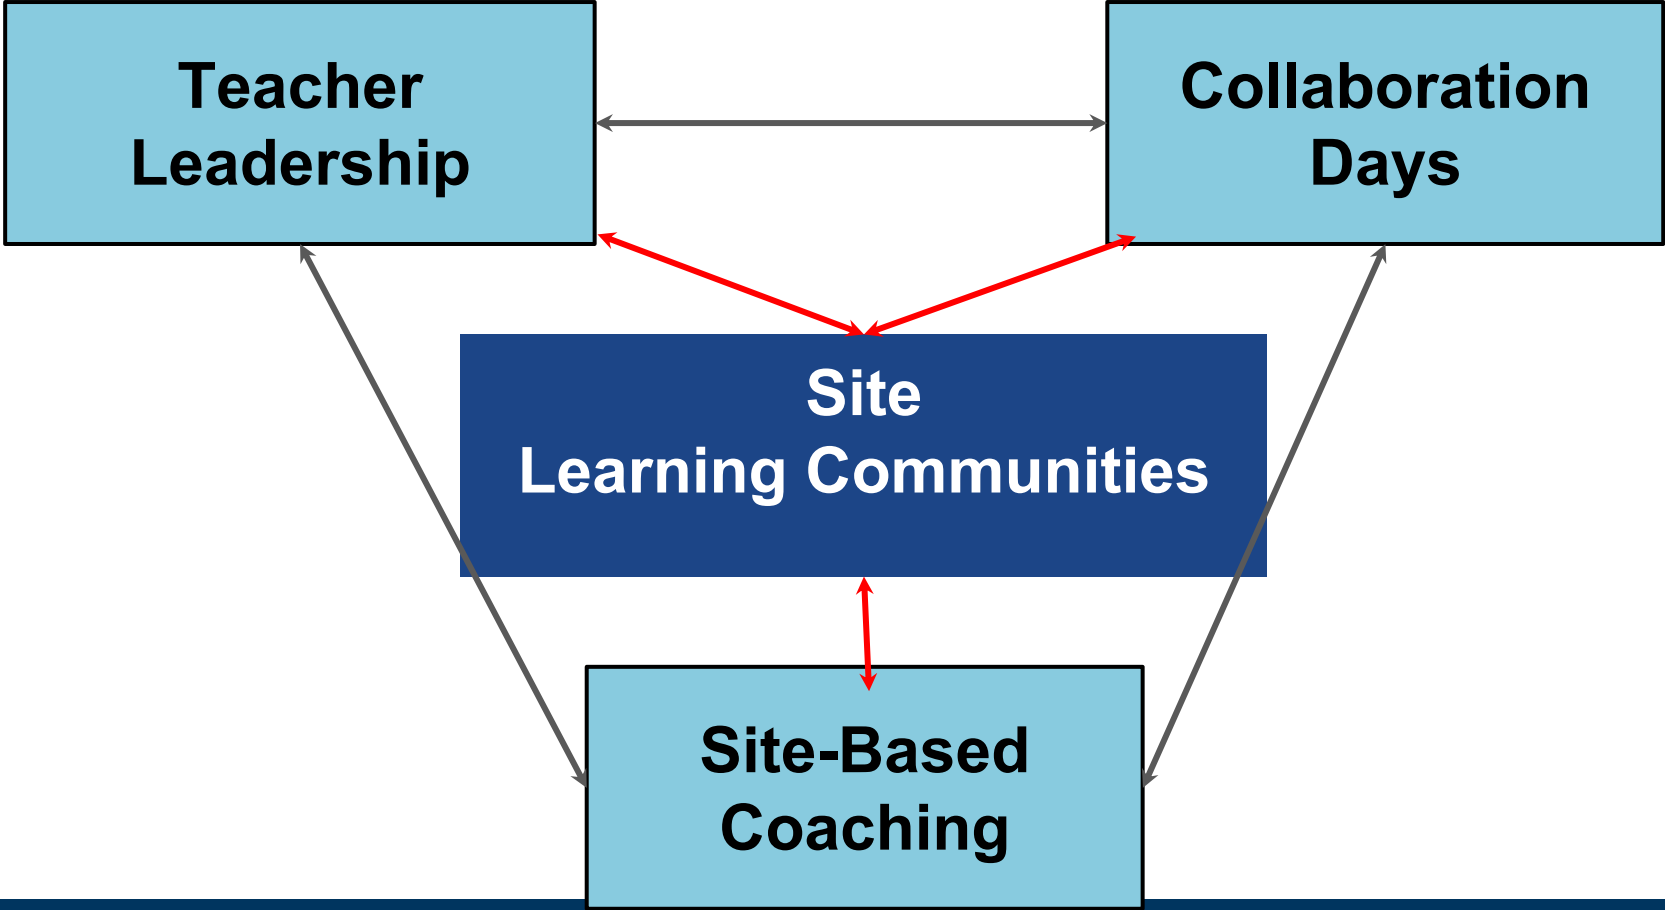 Teacher
Leadership
Collaboration
Days
Site
Learning Communities
Site-Based
Coaching